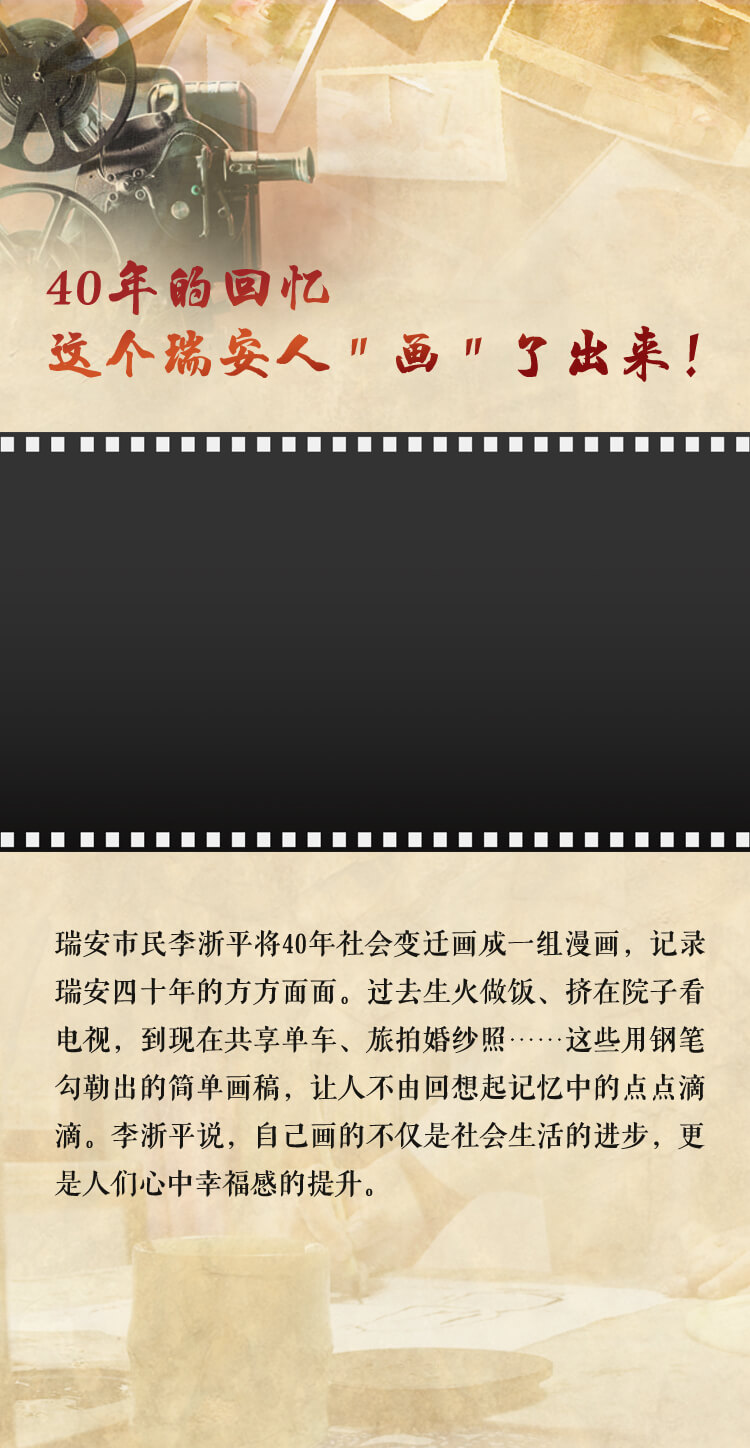 40年的回忆
这个瑞安人"画"了出来！
瑞安市民李浙平将40年社会变迁画成一组漫画，记录
瑞安四十年的方方面面。过去生火做饭、挤在院子看
电视，到现在共享单车、旅拍婚纱照……这些用钢笔
勾勒出的简单画稿，让人不由回想起记忆中的点点滴
滴。李浙平说，自己画的不仅是社会生活的进步，更
是人们心中幸福感的提升。